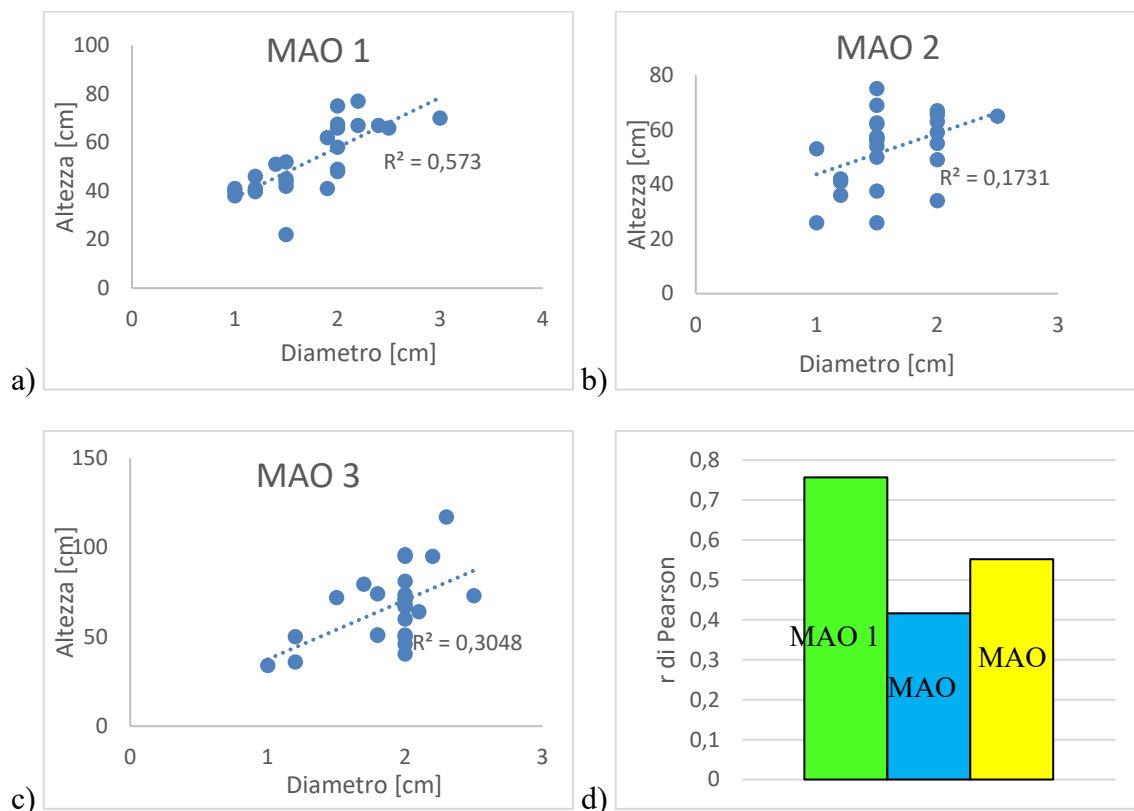 MAO 1
100
80
60
40
20
0
Altezza [cm]
R² = 0,573
0 1 2 3 4
Diametro [cm]
a)
MAO 2
80
60
40
20
0
Altezza [cm]
R² = 0,1731
0 1 2 3
Diametro [cm]
b)
MAO 3
150
100
50
0
Altezza [cm]
R² = 0,3048
0 1 2 3
Diametro [cm]
c)
0,8
0,7
0,6
0,5
0,4
0,3
0,2
0,1
0
r di Pearson
MAO 1
MAO
MAO
d)